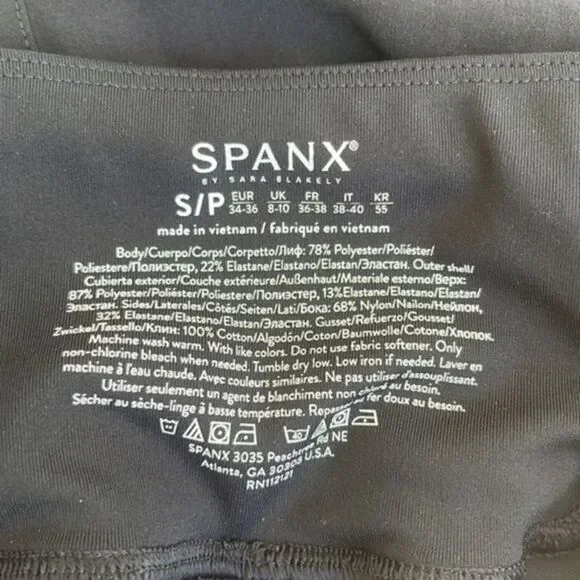 SPANX®
BY SARA BLAKELY
S/P EUR 34-36 UK 8-10 FR 36-38 IT 38-40 KR 55
made in vietnam / fabriqué en vietnam
Body/Cuerpo/Corps/Corpetto/Лиф: 78% Polyester/Poliéster/
Poliestere/Полиэстер, 22% Elastane/Elastano/Elastan/Эластан. Outer shell/
Cubierta exterior/Couche extérieure/Außenhaut/Materiale esterno/Верх:
87% Polyester/Poliéster/Poliestere/Полиэстер, 13% Elastane/Elastano/Elastan/
Эластан. Sides/Laterales/Côtés/Seiten/Lati/Бока: 68% Nylon/Nailon/Нейлон,
32% Elastane/Elastano/Elastan/Эластан. Gusset/Refuerzo/Gousset/
Zwickel/Tassello/Клин: 100% Cotton/Algodón/Coton/Baumwolle/Cotone/Хлопок.
Machine wash warm. With like colors. Do not use fabric softener. Only
non-chlorine bleach when needed. Tumble dry low. Low iron if needed. Laver en
machine à l'eau chaude. Avec couleurs similaires. Ne pas utiliser d'assouplissant.
Utiliser seulement un agent de blanchiment non chloré au besoin.
Sécher au sèche-linge à basse température. Repasser au fer doux au besoin.
SPANX 3035 Peachtree Rd NE
Atlanta, GA 30305 U.S.A.
RN112121